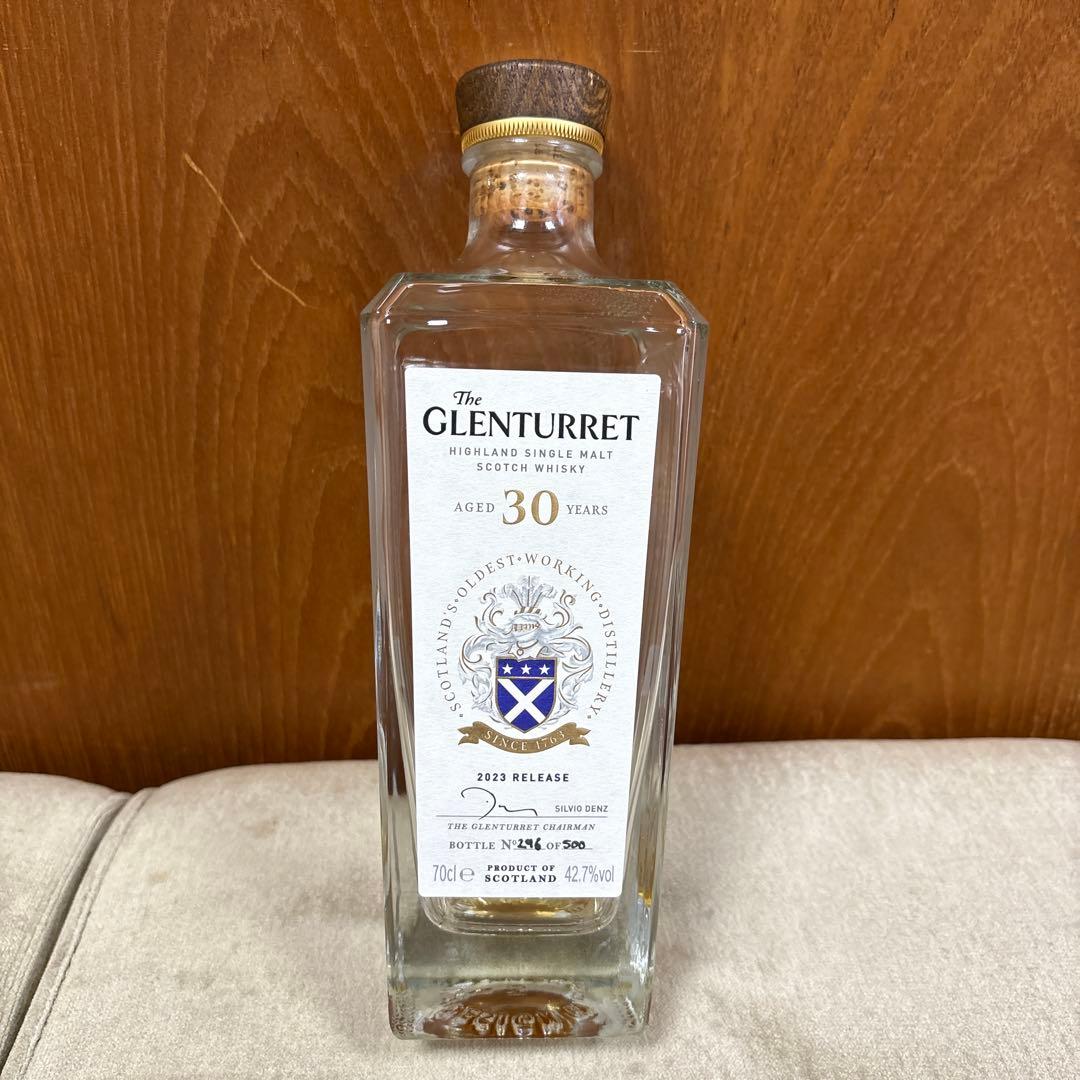 The
GLENTURRET
HIGHLAND SINGLE MALT
SCOTCH WHISKY
AGED 30 YEARS
SCOTLAND'S OLDEST WORKING DISTILLERY
SINCE 1763
2023 RELEASE
SILVIO DENZ
THE GLENTURRET CHAIRMAN
BOTTLE Nº 296 OF 500
70cl e PRODUCT OF SCOTLAND 42.7%vol